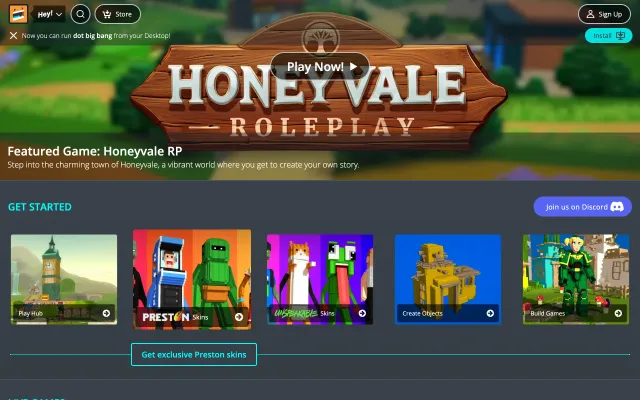 Hey!
Store
Sign Up
Now you can run dot big bang from your Desktop!
Install
Play Now!
HONEYVALE
ROLEPLAY
Featured Game: Honeyvale RP
Step into the charming town of Honeyvale, a vibrant world where you get to create your own story.
GET STARTED
Join us on Discord
Play Hub
PRESTON Skins
UNSPEAKABLE Skins
Create Objects
Build Games
Get exclusive Preston skins